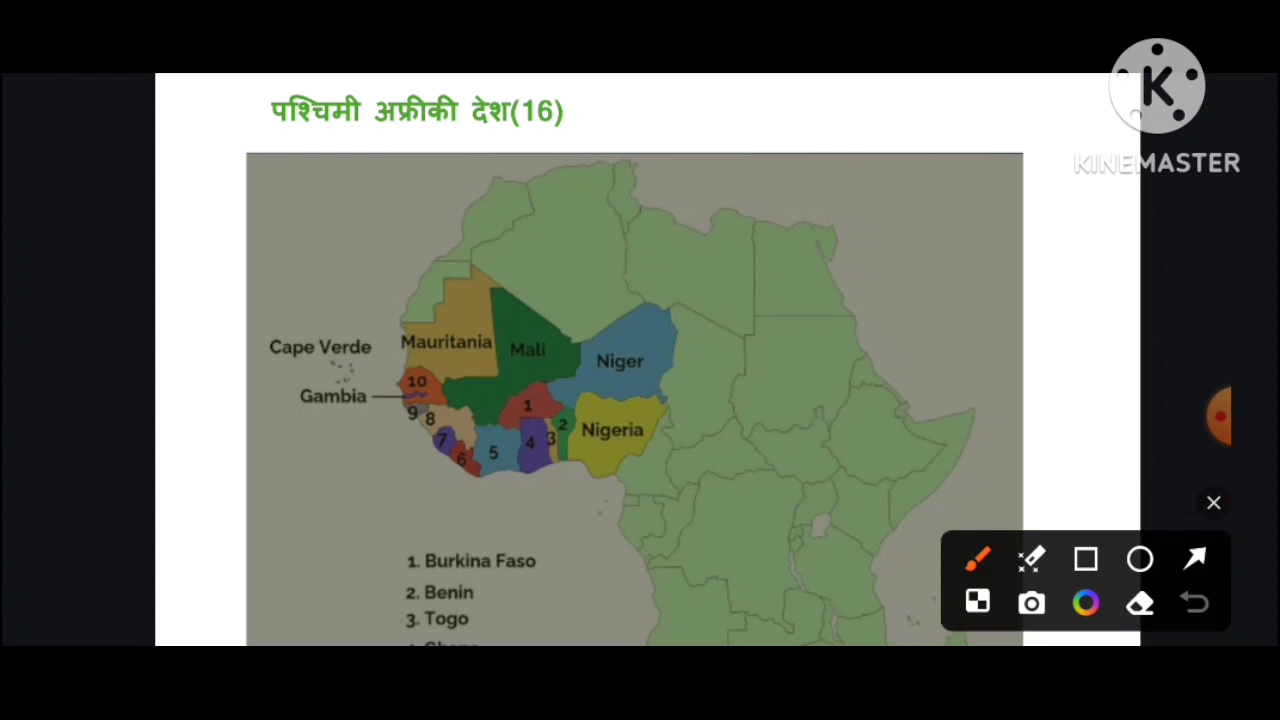 पश्चिमी अफ्रीकी देश(16)
K
KINEMASTER
Mauritania
Mali
Niger
Cape Verde
10
Gambia
9
8
1
2
Nigeria
7
3
4
5
6
1. Burkina Faso
2. Benin
3. Togo